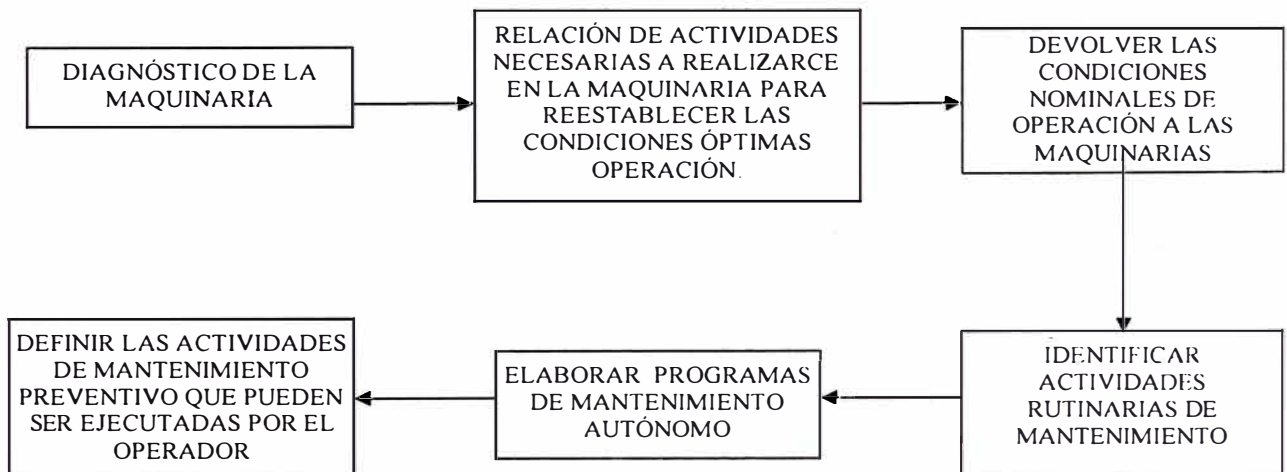 DIAGNÓSTICO DE LA
MAQUINARIA
RELACIÓN DE ACTIVIDADES
NECESARIAS A REALIZARCE
EN LA MAQUINARIA PARA
REESTABLECER LAS
CONDICIONES ÓPTIMAS
OPERACIÓN.
DEVOLVER LAS
CONDICIONES
NOMINALES DE
OPERACIÓN A LAS
MAQUINARIAS
IDENTIFICAR
ACTIVIDADES
RUTINARIAS DE
MANTENIMIENTO
ELABORAR PROGRAMAS
DE MANTENIMIENTO
AUTÓNOMO
DEFINIR LAS ACTIVIDADES
DE MANTENIMIENTO
PREVENTIVO QUE PUEDEN
SER EJECUTADAS POR EL
OPERADOR